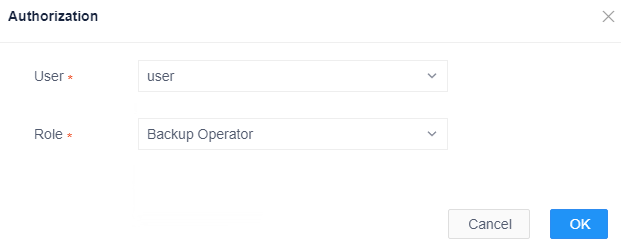 Authorization
User *
user
Role *
Backup Operator
Cancel
OK